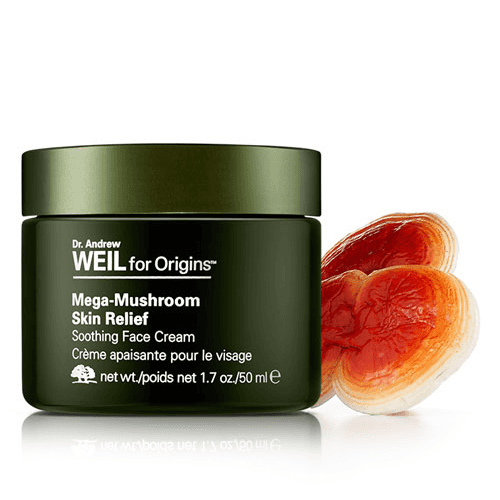 Dr. Andrew
WEIL for Origins™
Mega-Mushroom
Skin Relief
Soothing Face Cream
Crème apaisante pour le visage
net wt./poids net 1.7 oz./50 ml ℮